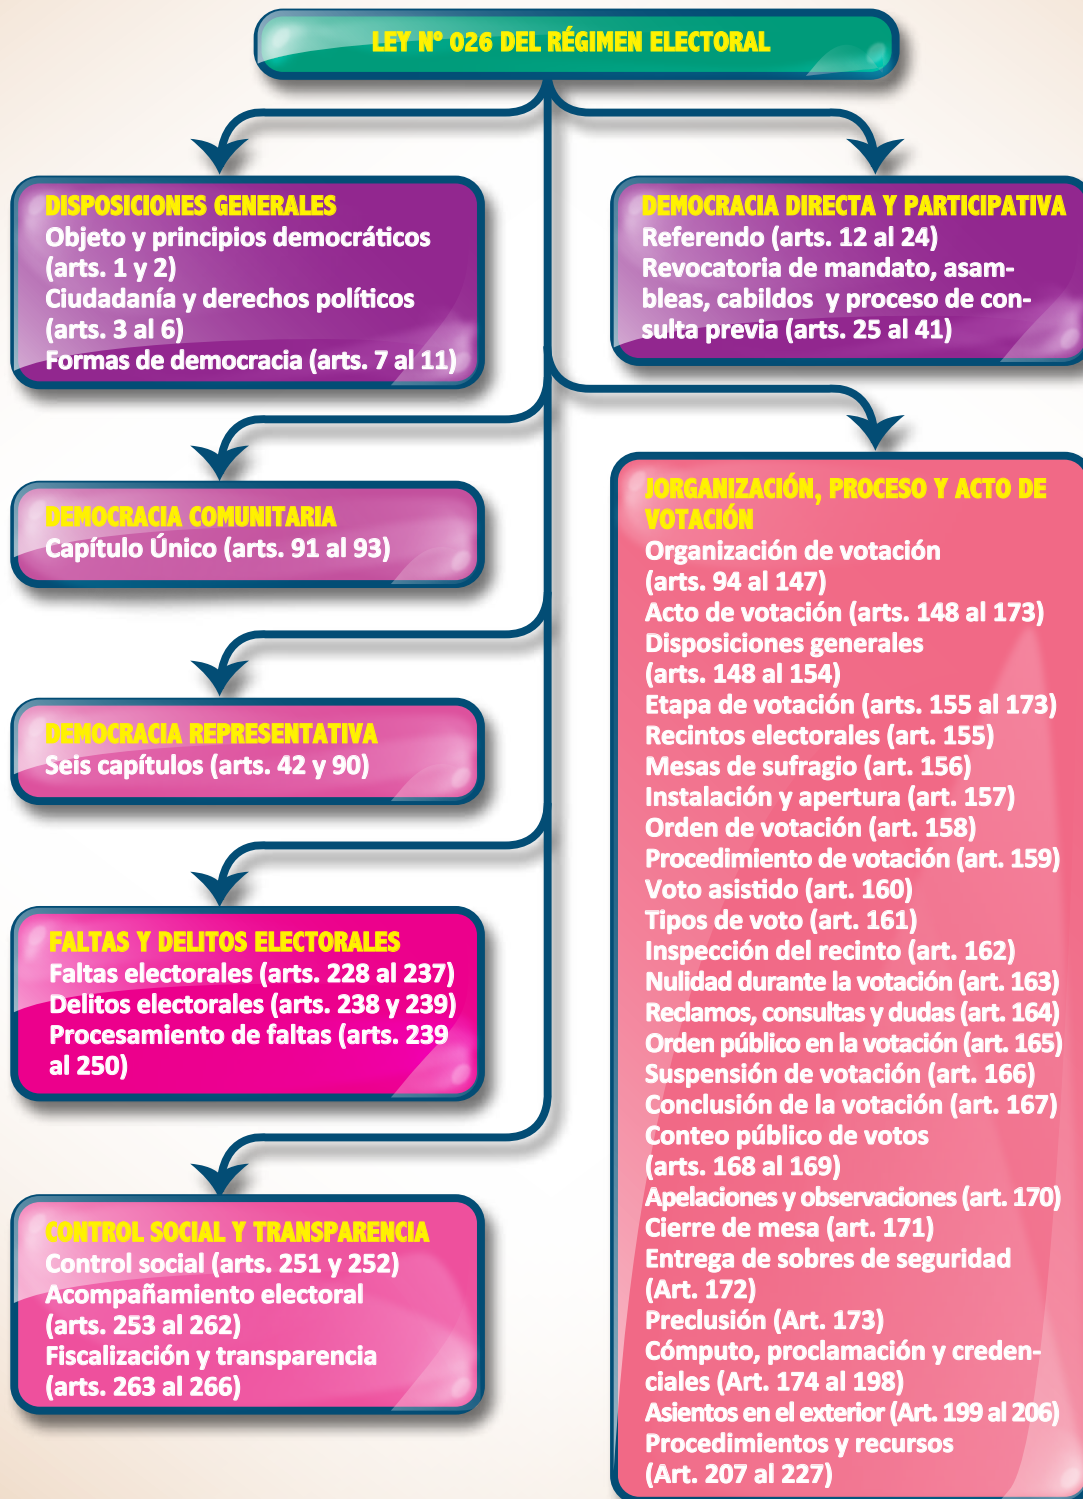 LEY Nº 026 DEL RÉGIMEN ELECTORAL
DISPOSICIONES GENERALES
Objeto y principios democráticos
(arts. 1 y 2)
Ciudadanía y derechos políticos
(arts. 3 al 6)
Formas de democracia (arts. 7 al 11)
DEMOCRACIA DIRECTA Y PARTICIPATIVA
Referendo (arts. 12 al 24)
Revocatoria de mandato, asam-
bleas, cabildos y proceso de con-
sulta previa (arts. 25 al 41)
DEMOCRACIA COMUNITARIA
Capítulo Único (arts. 91 al 93)
DEMOCRACIA REPRESENTATIVA
Seis capítulos (arts. 42 y 90)
FALTAS Y DELITOS ELECTORALES
Faltas electorales (arts. 228 al 237)
Delitos electorales (arts. 238 y 239)
Procesamiento de faltas (arts. 239
al 250)
CONTROL SOCIAL Y TRANSPARENCIA
Control social (arts. 251 y 252)
Acompañamiento electoral
(arts. 253 al 262)
Fiscalización y transparencia
(arts. 263 al 266)
JORGANIZACIÓN, PROCESO Y ACTO DE
VOTACIÓN
Organización de votación
(arts. 94 al 147)
Acto de votación (arts. 148 al 173)
Disposiciones generales
(arts. 148 al 154)
Etapa de votación (arts. 155 al 173)
Recintos electorales (art. 155)
Mesas de sufragio (art. 156)
Instalación y apertura (art. 157)
Orden de votación (art. 158)
Procedimiento de votación (art. 159)
Voto asistido (art. 160)
Tipos de voto (art. 161)
Inspección del recinto (art. 162)
Nulidad durante la votación (art. 163)
Reclamos, consultas y dudas (art. 164)
Orden público en la votación (art. 165)
Suspensión de votación (art. 166)
Conclusión de la votación (art. 167)
Conteo público de votos
(arts. 168 al 169)
Apelaciones y observaciones (art. 170)
Cierre de mesa (art. 171)
Entrega de sobres de seguridad
(Art. 172)
Preclusión (Art. 173)
Cómputo, proclamación y creden-
ciales (Art. 174 al 198)
Asientos en el exterior (Art. 199 al 206)
Procedimientos y recursos
(Art. 207 al 227)